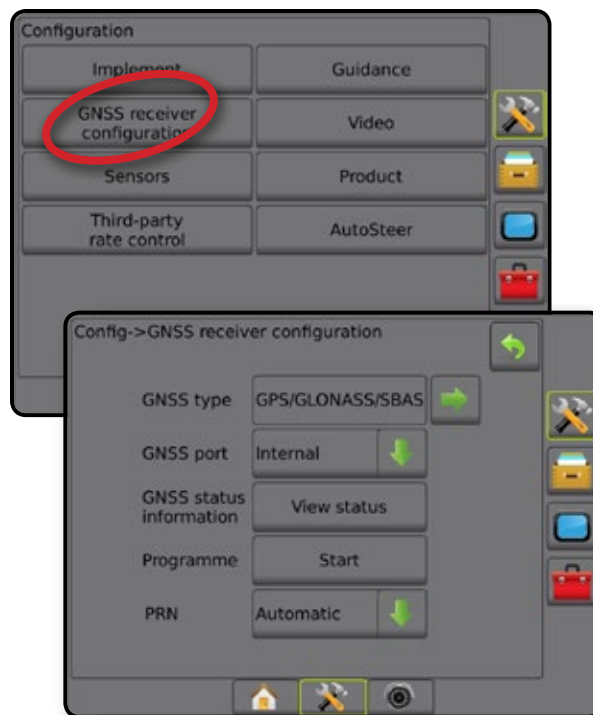 Configuration
Implement
Guidance
GNSS receiver
configuration
Video
Sensors
Product
Third-party
rate control
AutoSteer
Config->GNSS receiver configuration
GNSS type
GPS/GLONASS/SBAS
GNSS port
Internal
GNSS status
information
View status
Programme
Start
PRN
Automatic